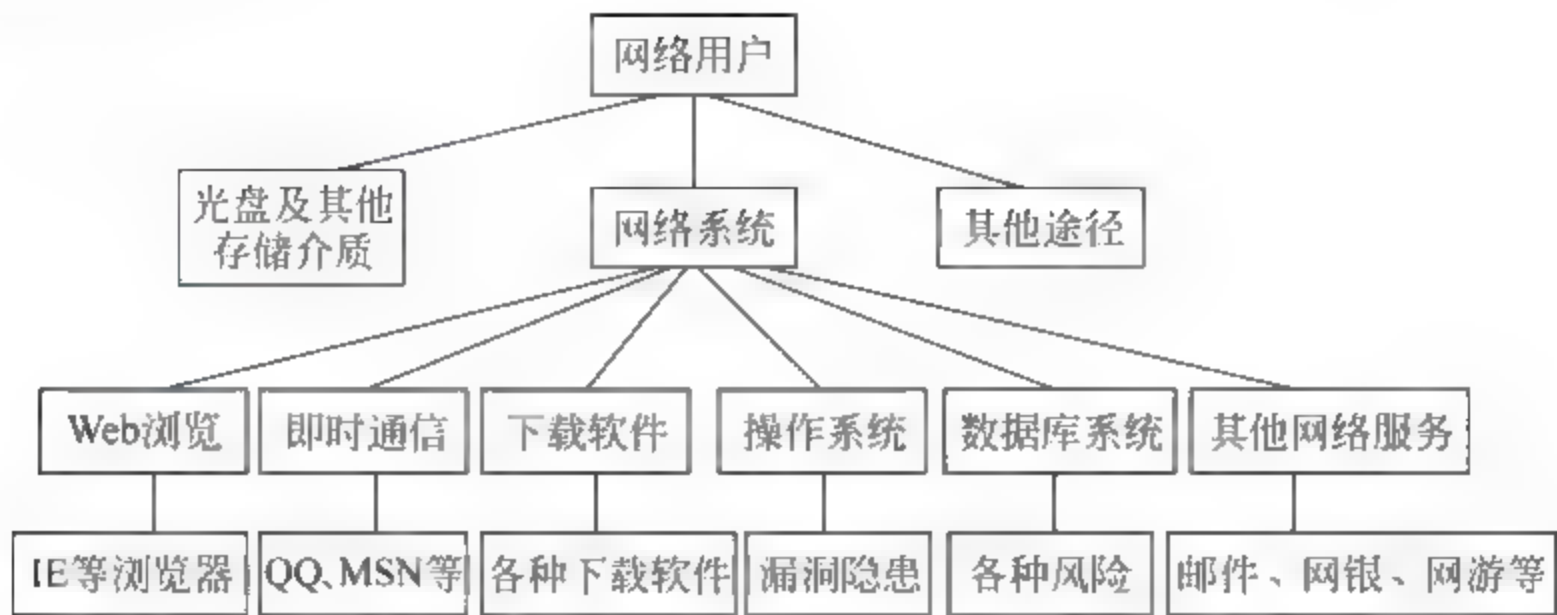 网络用户
光盘及其他
存储介质
网络系统
其他途径
Web浏览
即时通信
下载软件
操作系统
数据库系统
其他网络服务
IE等浏览器
QQ、MSN等
各种下载软件
漏洞隐患
各种风险
邮件、网银、网游等